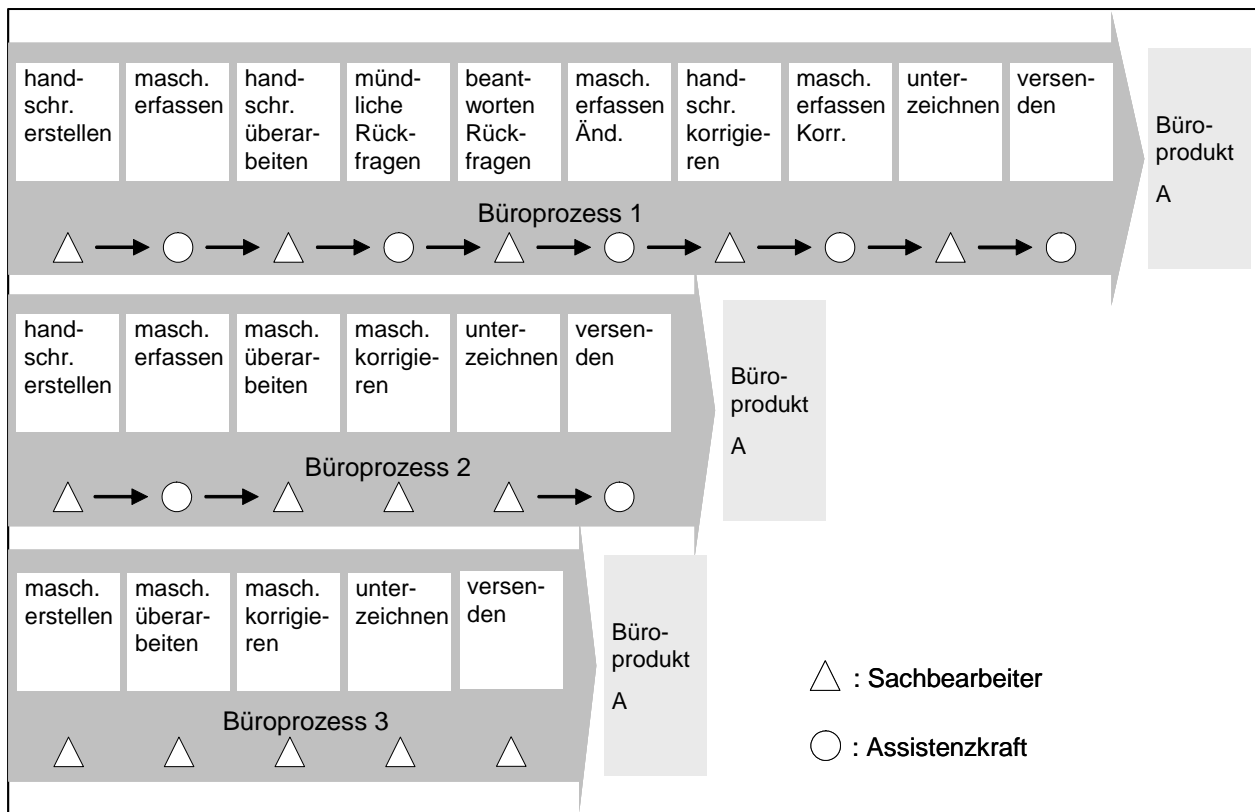 hand-
schr.
erstellen
masch.
erfassen
hand-
schr.
überar-
beiten
münd-
liche
Rück-
fragen
beant-
worten
Rück-
fragen
masch.
erfassen
Änd.
hand-
schr.
korrigie-
ren
masch.
erfassen
Korr.
unter-
zeichnen
versen-
den
Büro-
produkt
A
Büroprozess 1
hand-
schr.
erstellen
masch.
erfassen
masch.
überar-
beiten
masch.
korrigie-
ren
unter-
zeichnen
versen-
den
Büro-
produkt
A
Büroprozess 2
masch.
erstellen
masch.
überar-
beiten
masch.
korrigie-
ren
unter-
zeichnen
versen-
den
Büro-
produkt
A
Büroprozess 3
: Sachbearbeiter
: Assistenzkraft